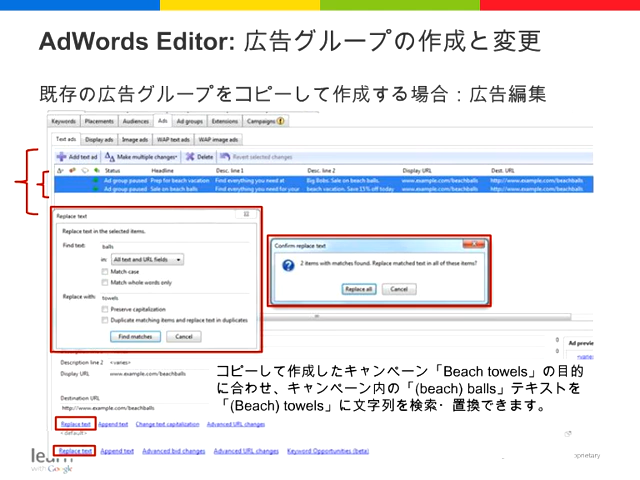 AdWords Editor: 広告グループの作成と変更
既存の広告グループをコピーして作成する場合：広告編集
Keywords Placements Audiences Ads Ad groups Extensions Campaigns
Text ads Display ads Image ads WAP text ads WAP image ads
Add text ad Make multiple changes Delete Revert selected changes
Status Headline Desc. line 1 Desc. line 2 Display URL Dest. URL
Ad group paused Prep for beach vacation Find everything you need at Big Bobs. Sale on beach balls. www.example.com/beachballs http://www.example.com/beachballs
Ad group paused Sale on beach balls Find everything you need for your beach vacation. Save 15% off today www.example.com/beachballs http://www.example.com/beachballs
Replace text
Replace text in the selected items.
Find text: balls
in: All text and URL fields
Match case
Match whole words only
Replace with: towels
Preserve capitalization
Duplicate matching items and replace text in duplicates
Find matches Cancel
Confirm replace text
2 items with matches found. Replace matched text in all of these items?
Replace all Cancel
0
0 Ad previe
Description line 2 <varies>
Display URL www.example.com/beachballs
Destination URL
http://www.example.com/beachballs
コピーして作成したキャンペーン「Beach towels」の目的
に合わせ、キャンペーン内の「(beach) balls」テキストを
「(Beach) towels」に文字列を検索・置換できます。
Replace text Append text Change text capitalization Advanced URL changes
<default>
Replace text Append text Advanced bid changes Advanced URL changes Keyword Opportunities (beta)
learn
with Google
oprietary